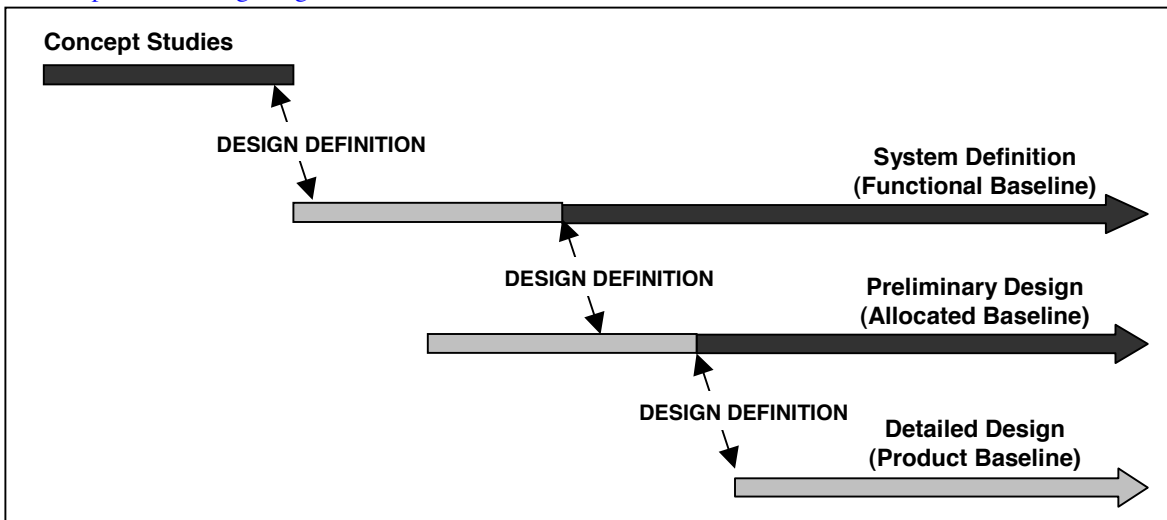 Concept Studies
DESIGN DEFINITION
System Definition
(Functional Baseline)
DESIGN DEFINITION
Preliminary Design
(Allocated Baseline)
DESIGN DEFINITION
Detailed Design
(Product Baseline)